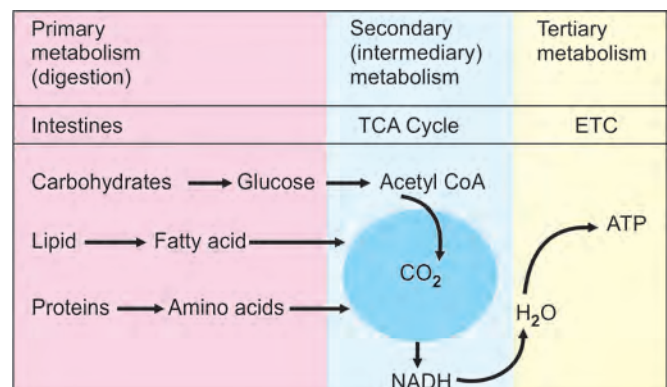 Primary
metabolism
(digestion)
Secondary
(intermediary)
metabolism
Tertiary
metabolism
Intestines
TCA Cycle
ETC
Carbohydrates
Glucose
Acetyl CoA
Lipid
Fatty acid
ATP
CO₂
Proteins
Amino acids
H₂O
NADH